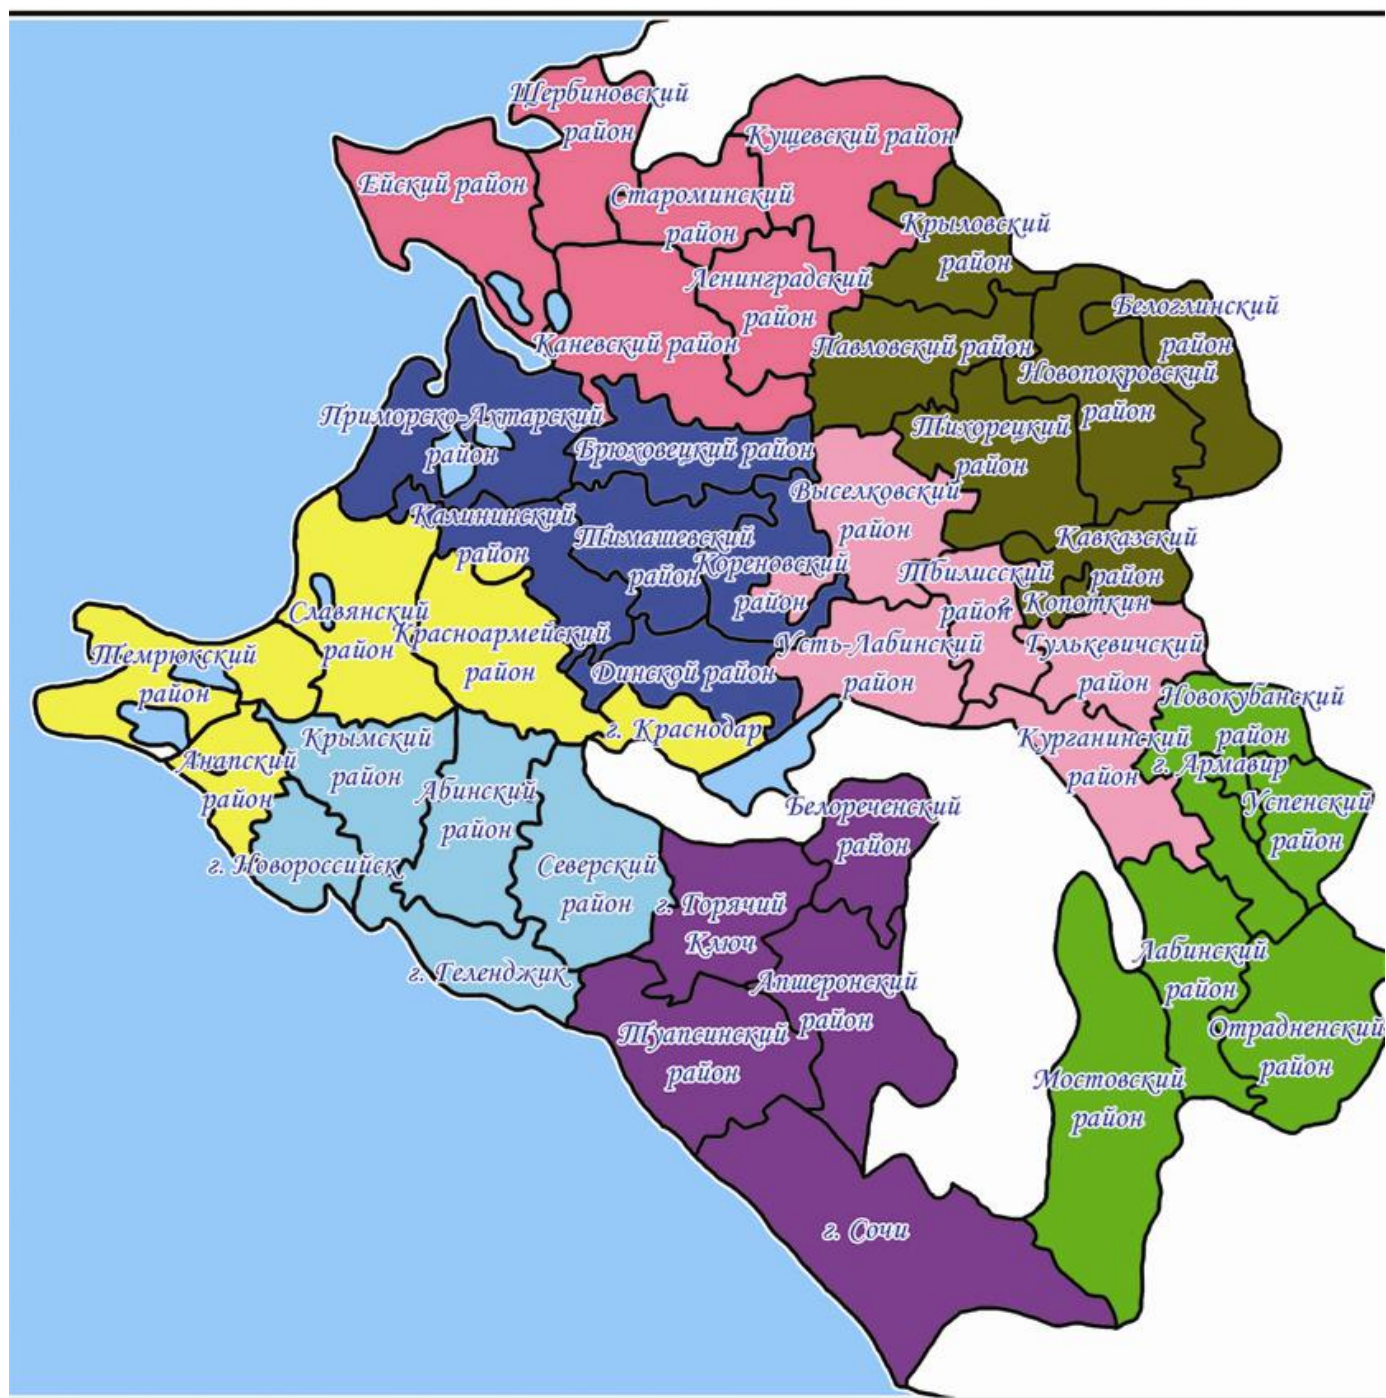 Щербиновский
район
Кущевский район
Ейский район
Староминский
район
Крыловский
район
Ленинградский
район
Белоглинский
район
Каневский район
Павловский район
Новопокровский
район
Приморско-Ахтарский
район
Тихорецкий
район
Брюховецкий район
Выселковский
район
Калининский
район
Тимашевский
район
Кореновский
район
Кавказский
район
Тбилисский
район
г. Копоткин
Славянский
район
Красноармейский
район
Темрюкский
район
Динской район
Усть-Лабинский
район
Гулькевичский
район
Новокубанский
район
г. Краснодар
Крымский
район
Курганинский
район
г. Армавир
Анапский
район
Абинский
район
Белореченский
район
Успенский
район
г. Новороссийск
Северский
район
г. Горячий
Ключ
Лабинский
район
г. Геленджик
Апшеронский
район
Туапсинский
район
Отрадненский
район
Мостовский
район
г. Сочи